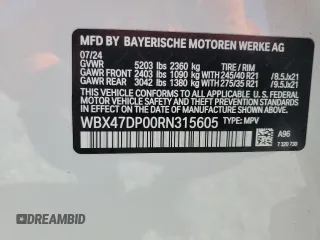 MFD BY BAYERISCHE MOTOREN WERKE AG
07/24
GVWR 5203 LBS 2360 KG TIRE / RIM
GAWR FRONT 2403 LBS 1090 KG 245/40 R21 /8.5Jx21
GAWR REAR 3042 LBS 1380 KG 275/35 R21 /9.5Jx21
THIS VEHICLE CONFORMS TO ALL APPLICABLE
FEDERAL MOTOR VEHICLE SAFETY STANDARDS
IN EFFECT ON THE DATE OF MANUFACTURE
SHOWN ABOVE.
WBX47DP00RN315605 TYPE: MPV
A96
7 320 730
DREAMBID